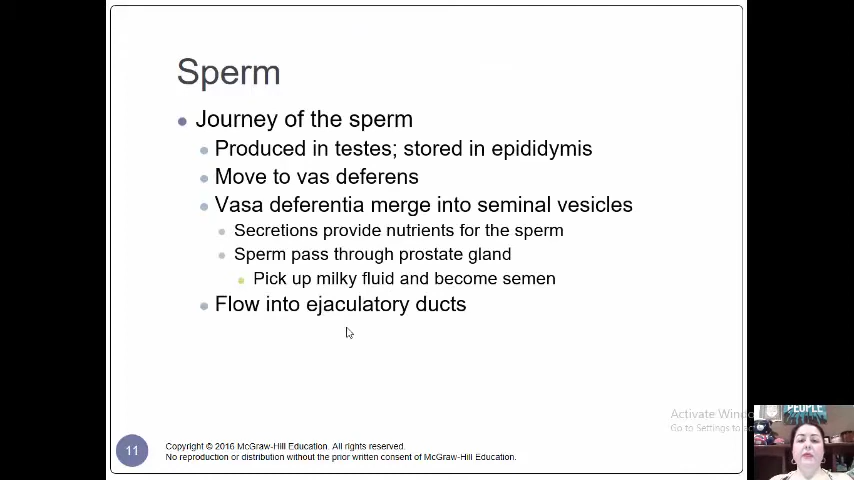 Sperm
Journey of the sperm
Produced in testes; stored in epididymis
Move to vas deferens
Vasa deferentia merge into seminal vesicles
Secretions provide nutrients for the sperm
Sperm pass through prostate gland
Pick up milky fluid and become semen
Flow into ejaculatory ducts
Activate Windo
Go to Settings to
PEOPLE
11
Copyright © 2016 McGraw-Hill Education. All rights reserved.
No reproduction or distribution without the prior written consent of McGraw-Hill Education.